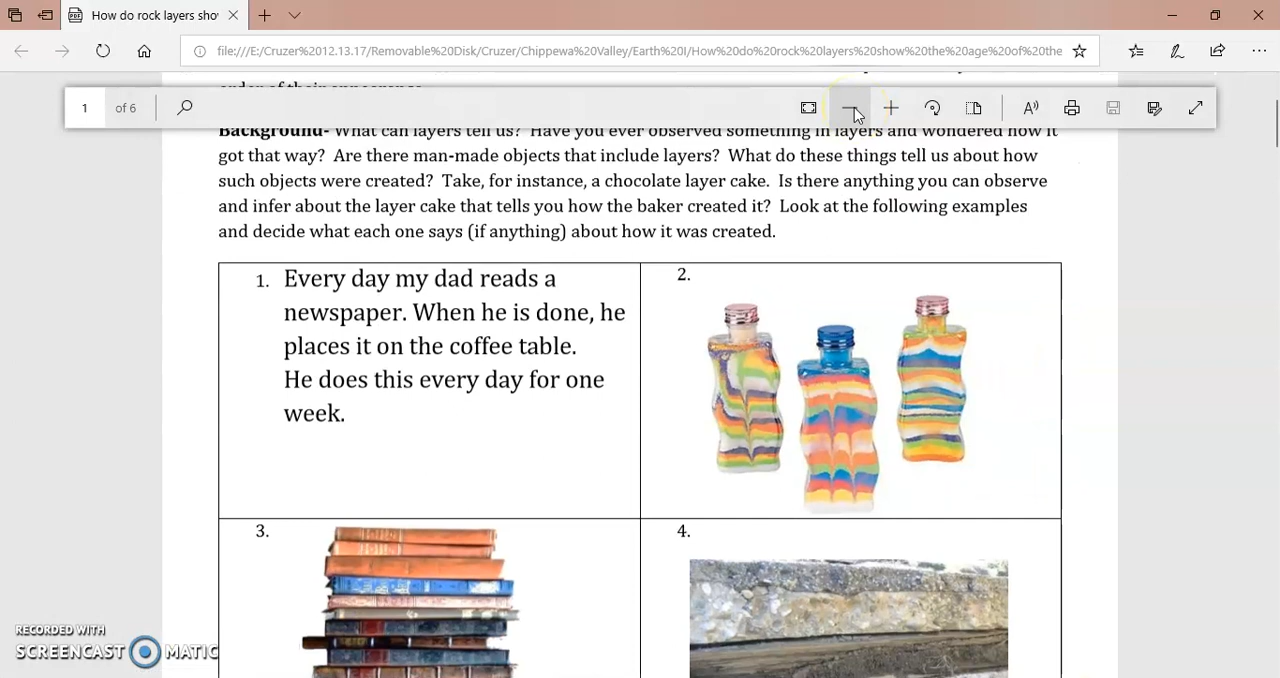 How do rock layers sho
file:///E:/Cruzer%2012.13.17/Removable%20Disk/Cruzer/Chippewa%20Valley/Earth%20I/How%20do%20rock%20layers%20show%20the%20age%20of%20the
order of their appearance.
1 of 6
Background- What can layers tell us? Have you ever observed something in layers and wondered how it
got that way? Are there man-made objects that include layers? What do these things tell us about how
such objects were created? Take, for instance, a chocolate layer cake. Is there anything you can observe
and infer about the layer cake that tells you how the baker created it? Look at the following examples
and decide what each one says (if anything) about how it was created.
1. Every day my dad reads a
newspaper. When he is done, he
places it on the coffee table.
He does this every day for one
week.
2.
3.
4.
RECORDED WITH
SCREENCAST MATIC